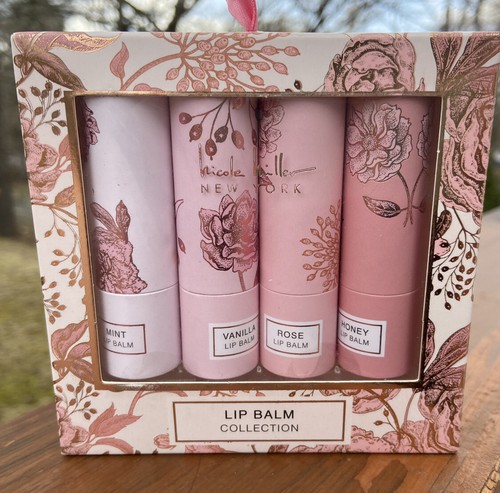 nicole miller
NEW YORK
MINT
LIP BALM
VANILLA
LIP BALM
ROSE
LIP BALM
HONEY
LIP BALM
LIP BALM
COLLECTION